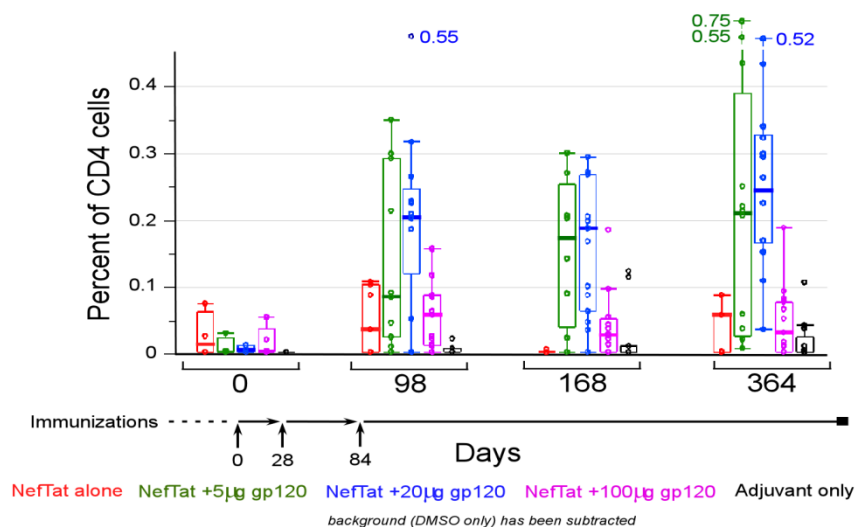 0.75
0.55
0.55
0.52
Percent of CD4 cells
0.4
0.3
0.2
0.1
0
0 98 168 364
Immunizations
0 28 84
Days
NefTat alone NefTat +5µg gp120 NefTat +20µg gp120 NefTat +100µg gp120 Adjuvant only
background (DMSO only) has been subtracted